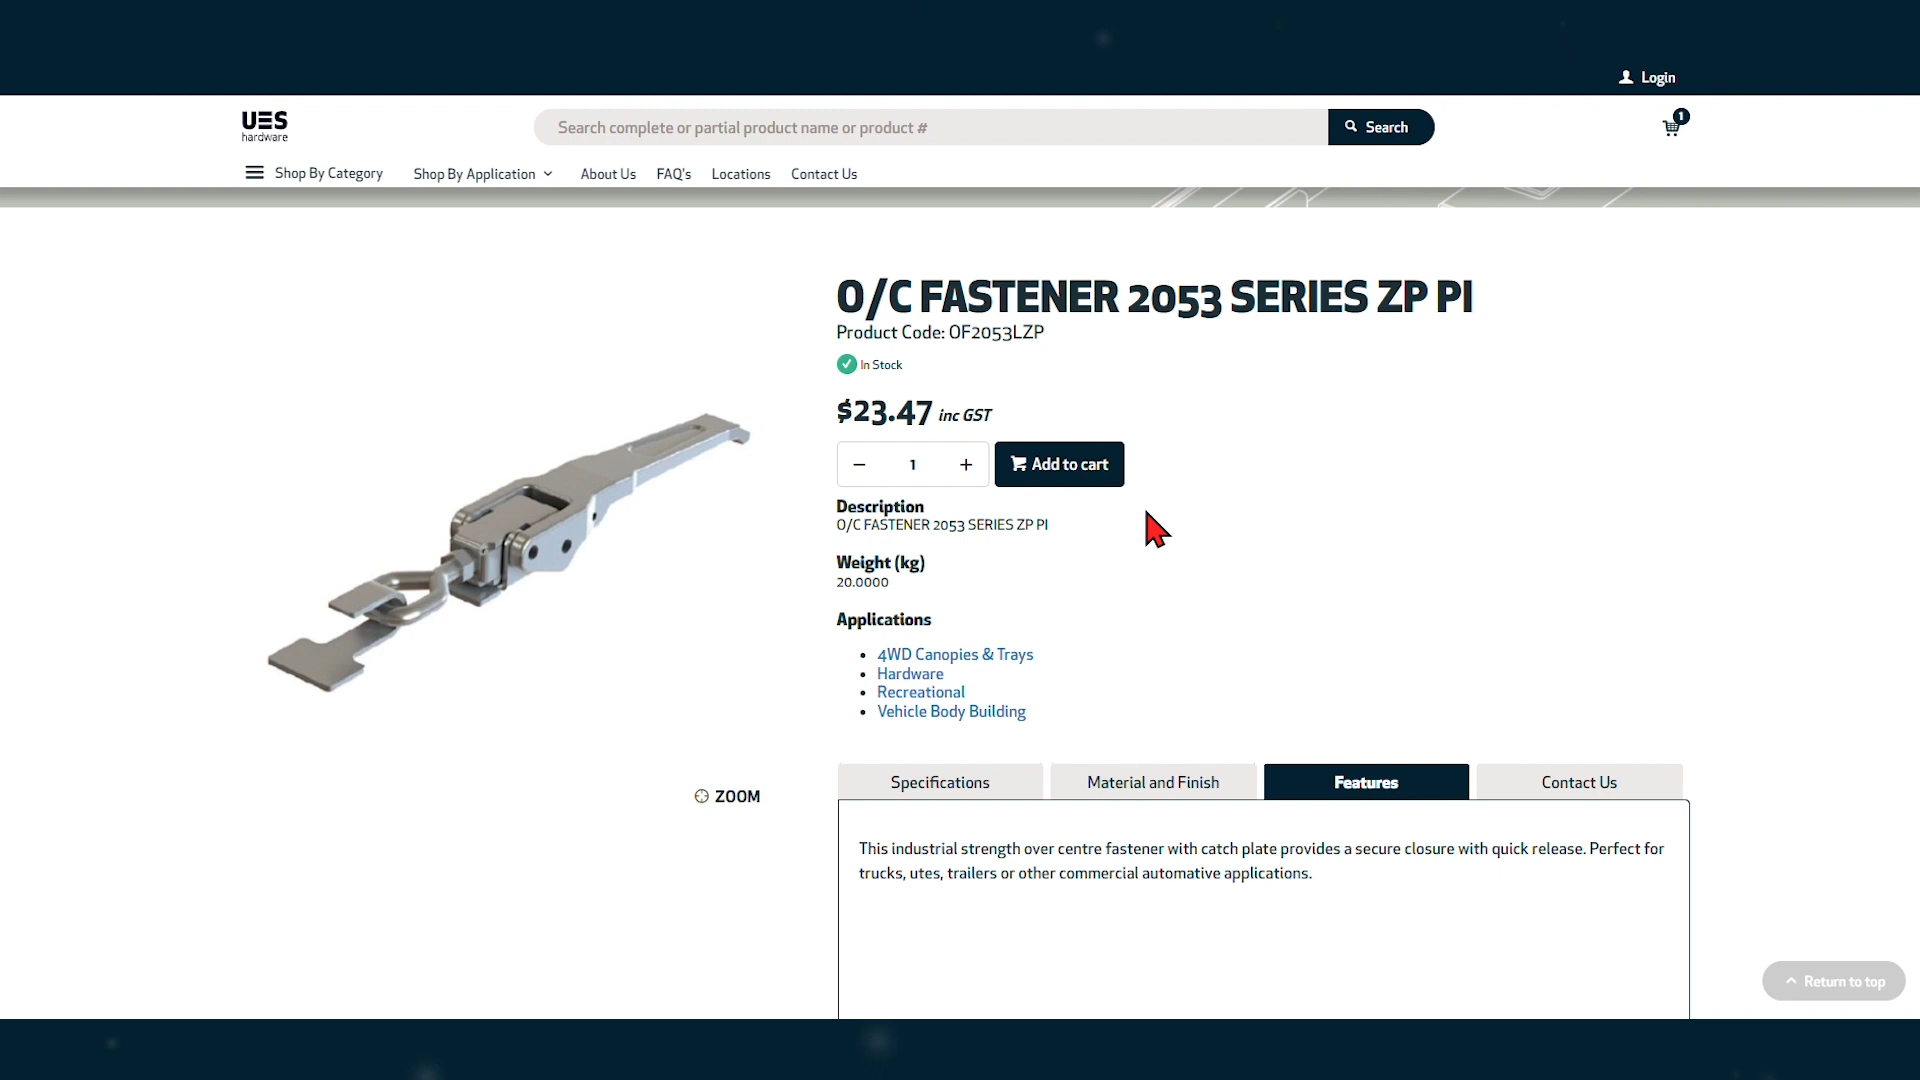 Login
UES
hardware
Search complete or partial product name or product #
Search
1
Shop By Category
Shop By Application
About Us
FAQ's
Locations
Contact Us
O/C FASTENER 2053 SERIES ZP PI
Product Code: OF2053LZP
In Stock
$23.47 inc GST
− 1 +
Add to cart
Description
O/C FASTENER 2053 SERIES ZP PI
Weight (kg)
20.0000
Applications
• 4WD Canopies & Trays
• Hardware
• Recreational
• Vehicle Body Building
ZOOM
Specifications
Material and Finish
Features
Contact Us
This industrial strength over centre fastener with catch plate provides a secure closure with quick release. Perfect for
trucks, utes, trailers or other commercial automative applications.
Return to top